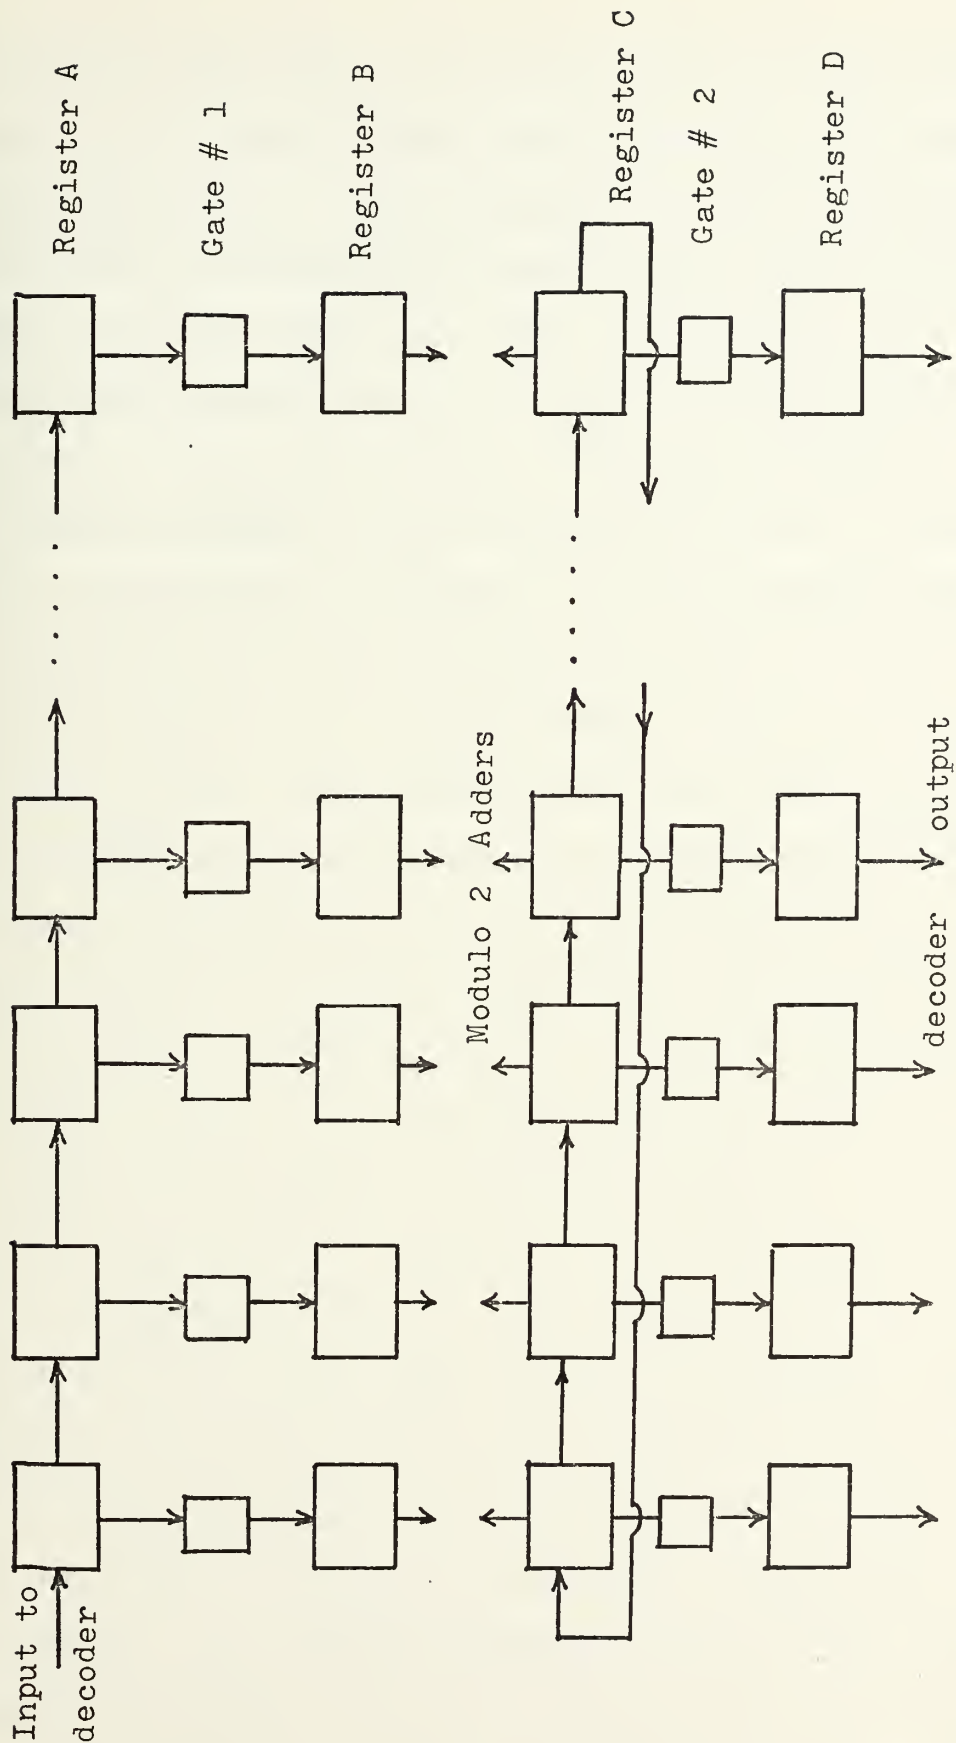 Input to
decoder
Register A
Gate # 1
Register B
Modulo 2 Adders
Register C
Gate # 2
Register D
decoder output